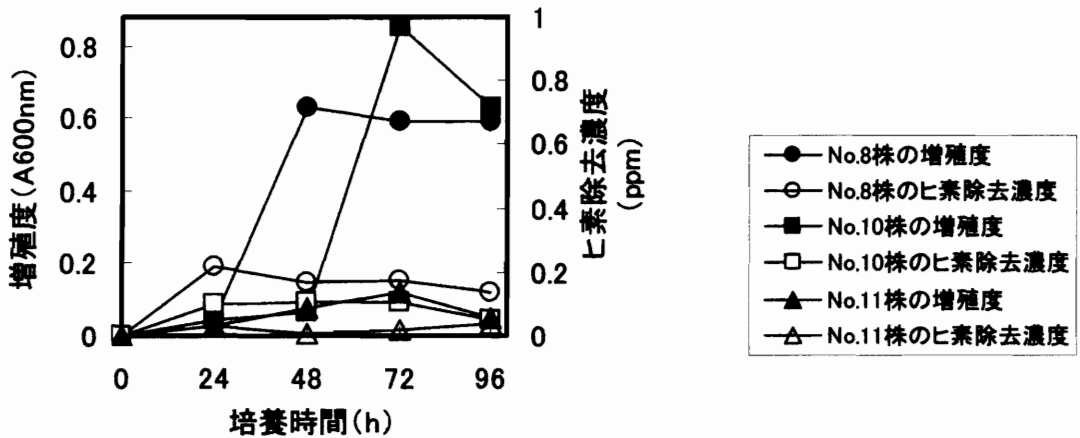 増殖度(A600nm)
0.8
0.6
0.4
0.2
0
1
0.8
0.6
0.4
0.2
0
ヒ素除去濃度
(ppm)
0 24 48 72 96
培養時間(h)
No.8株の増殖度
No.8株のヒ素除去濃度
No.10株の増殖度
No.10株のヒ素除去濃度
No.11株の増殖度
No.11株のヒ素除去濃度